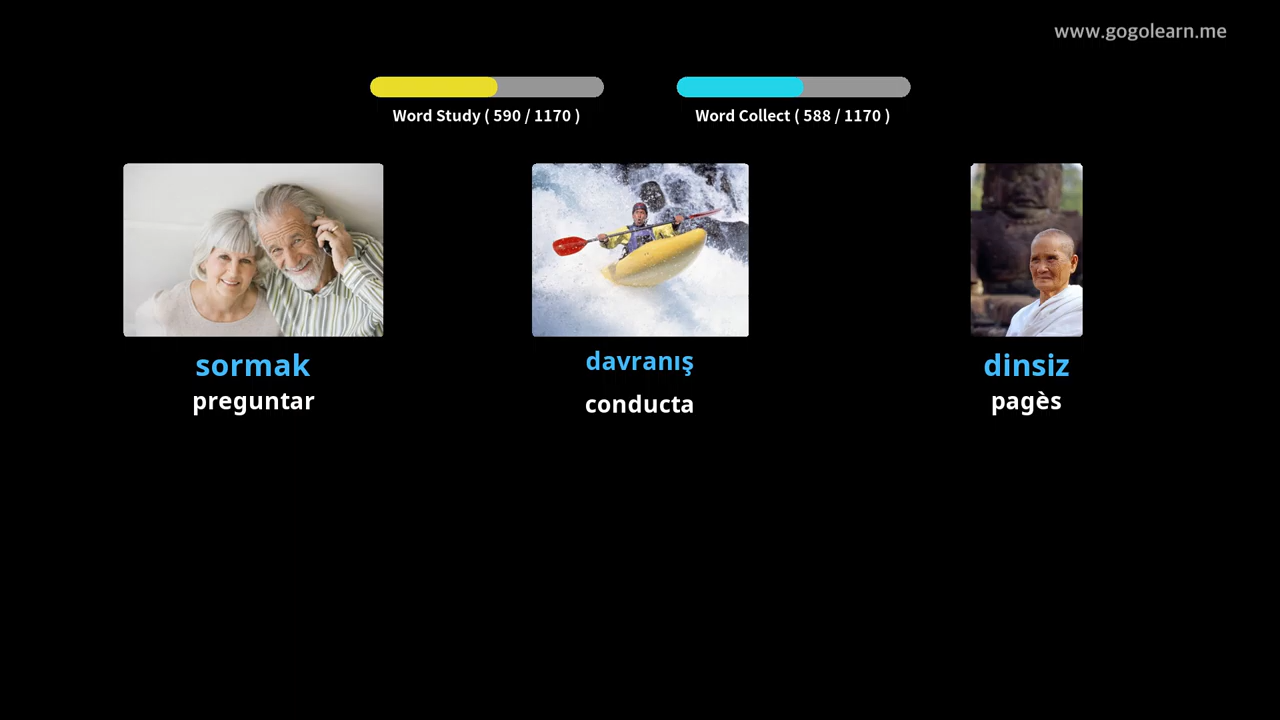 www.gogolearn.me
Word Study ( 590 / 1170 )
Word Collect ( 588 / 1170 )
sormak
preguntar
davranış
conducta
dinsiz
pagès